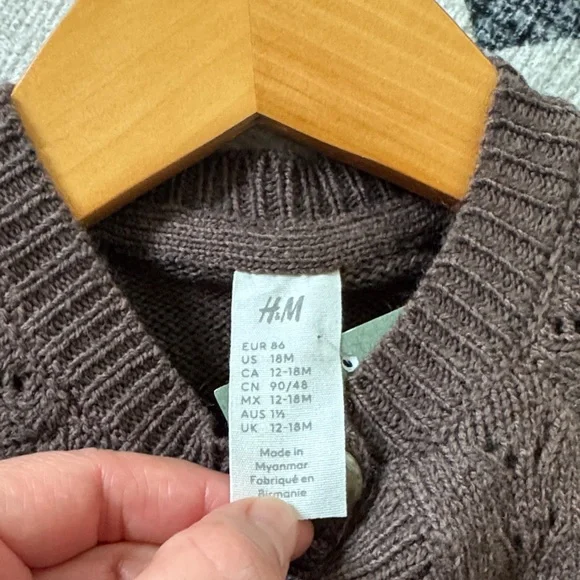 H&M
EUR 86
US 18M
CA 12-18M
CN 90/48
MX 12-18M
AUS 1½
UK 12-18M
Made in
Myanmar
Fabriqué en
Birmanie